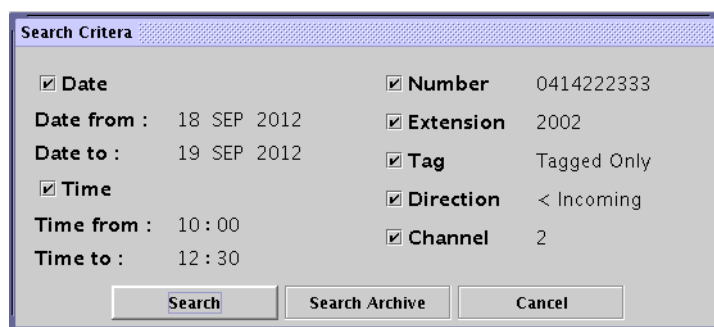 Search Critera
Date
Date from : 18 SEP 2012
Date to : 19 SEP 2012
Time
Time from : 10 : 00
Time to : 12 : 30
Number 0414222333
Extension 2002
Tag Tagged Only
Direction < Incoming
Channel 2
Search Search Archive Cancel